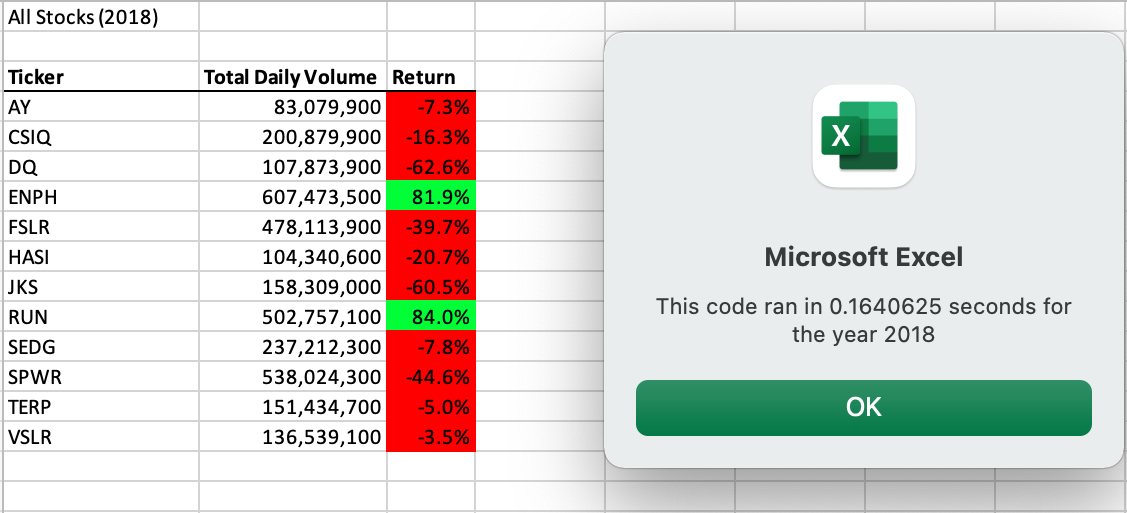 All Stocks (2018)
Ticker Total Daily Volume Return
AY 83,079,900 -7.3%
CSIQ 200,879,900 -16.3%
DQ 107,873,900 -62.6%
ENPH 607,473,500 81.9%
FSLR 478,113,900 -39.7%
HASI 104,340,600 -20.7%
JKS 158,309,000 -60.5%
RUN 502,757,100 84.0%
SEDG 237,212,300 -7.8%
SPWR 538,024,300 -44.6%
TERP 151,434,700 -5.0%
VSLR 136,539,100 -3.5%
X
Microsoft Excel
This code ran in 0.1640625 seconds for
the year 2018
OK